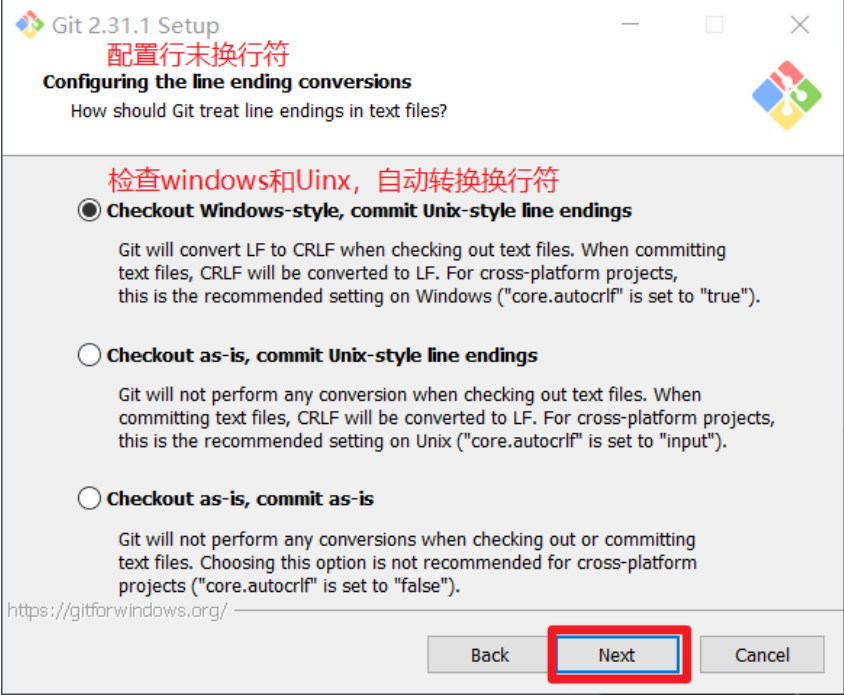 Git 2.31.1 Setup
配置行末换行符
Configuring the line ending conversions
How should Git treat line endings in text files?
检查windows和Uinx，自动转换换行符
Checkout Windows-style, commit Unix-style line endings
Git will convert LF to CRLF when checking out text files. When committing
text files, CRLF will be converted to LF. For cross-platform projects,
this is the recommended setting on Windows ("core.autocrlf" is set to "true").
Checkout as-is, commit Unix-style line endings
Git will not perform any conversion when checking out text files. When
committing text files, CRLF will be converted to LF. For cross-platform projects,
this is the recommended setting on Unix ("core.autocrlf" is set to "input").
Checkout as-is, commit as-is
Git will not perform any conversions when checking out or committing
text files. Choosing this option is not recommended for cross-platform
projects ("core.autocrlf" is set to "false").
https://gitforwindows.org/
Back Next Cancel